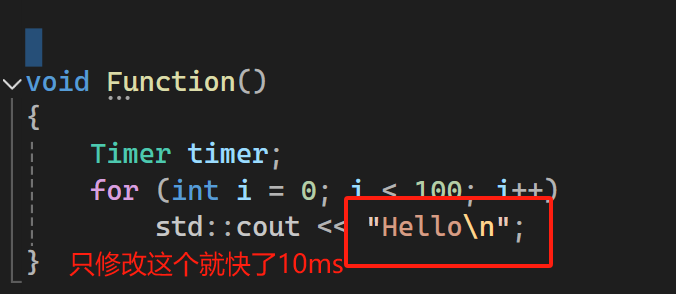 void Function()
{
    Timer timer;
    for (int i = 0; i < 100; i++)
        std::cout << "Hello\n";
} 只修改这个就快了10ms